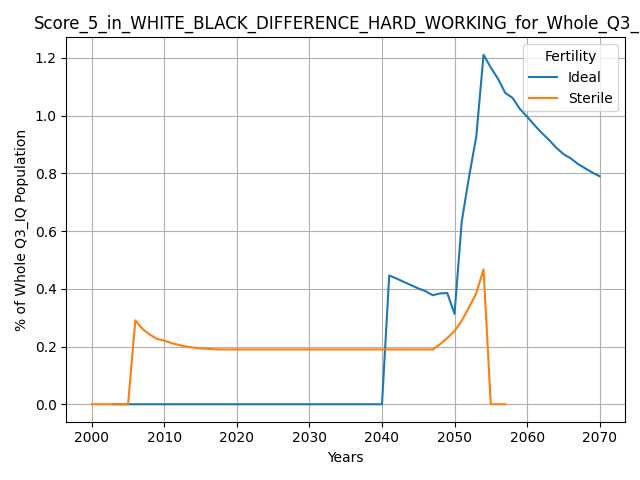 Score_5_in_WHITE_BLACK_DIFFERENCE_HARD_WORKING_for_Whole_Q3_
Fertility
Ideal
Sterile
% of Whole Q3_IQ Population
1.2
1.0
0.8
0.6
0.4
0.2
0.0
2000 2010 2020 2030 2040 2050 2060 2070
Years